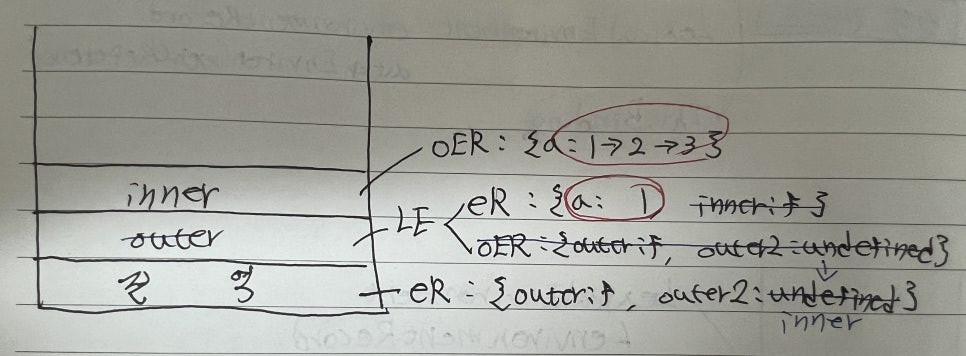 oER : {a: 1→2→3}
inner
eR : {a: 1 inner: f }
outer
LE
oER : {outer: f, outer2: undefined}
전 역
eR : {outer: f, outer2: undefined}
inner